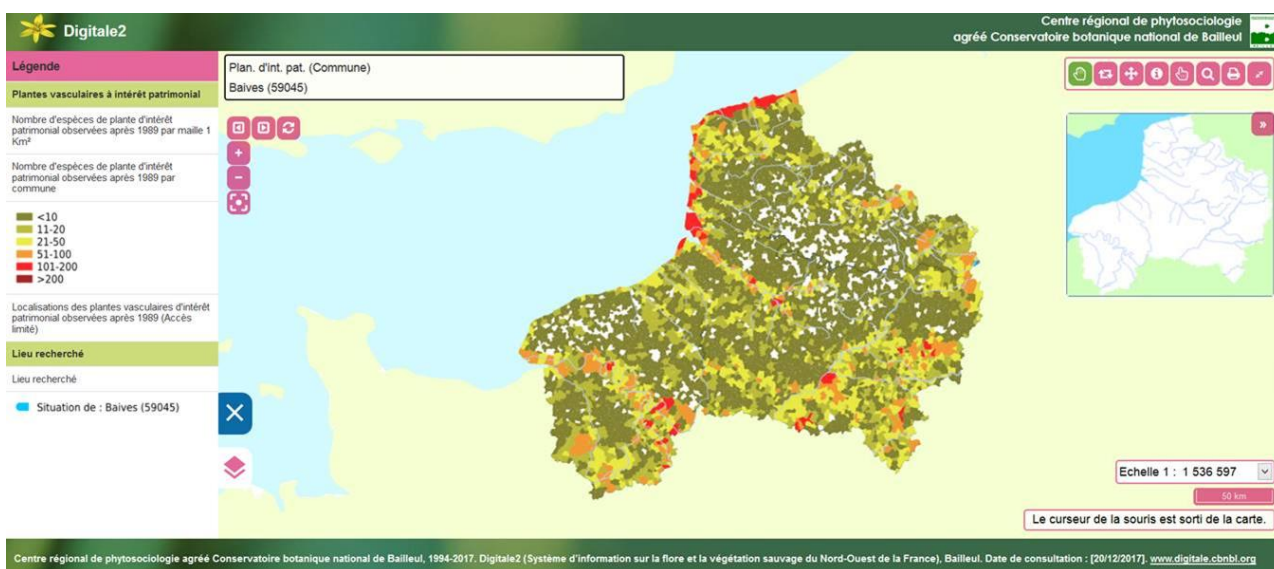 Digitale2
Centre régional de phytosociologie
agréé Conservatoire botanique national de Bailleul
Légende
Plantes vasculaires à intérêt patrimonial
Nombre d'espèces de plante d'intérêt
patrimonial observées après 1989 par maille 1
Km²
Nombre d'espèces de plante d'intérêt
patrimonial observées après 1989 par
commune
<10
11-20
21-50
51-100
101-200
>200
Localisations des plantes vasculaires d'intérêt
patrimonial observées après 1989 (Accès
limité)
Lieu recherché
Lieu recherché
Situation de : Baives (59045)
Plan. d'int. pat. (Commune)
Baives (59045)
Echelle 1 : 1 536 597
50 km
Le curseur de la souris est sorti de la carte.
Centre régional de phytosociologie agréé Conservatoire botanique national de Bailleul, 1994-2017. Digitale2 (Système d'information sur la flore et la végétation sauvage du Nord-Ouest de la France), Bailleul. Date de consultation : [20/12/2017]. www.digitale.cbnbl.org